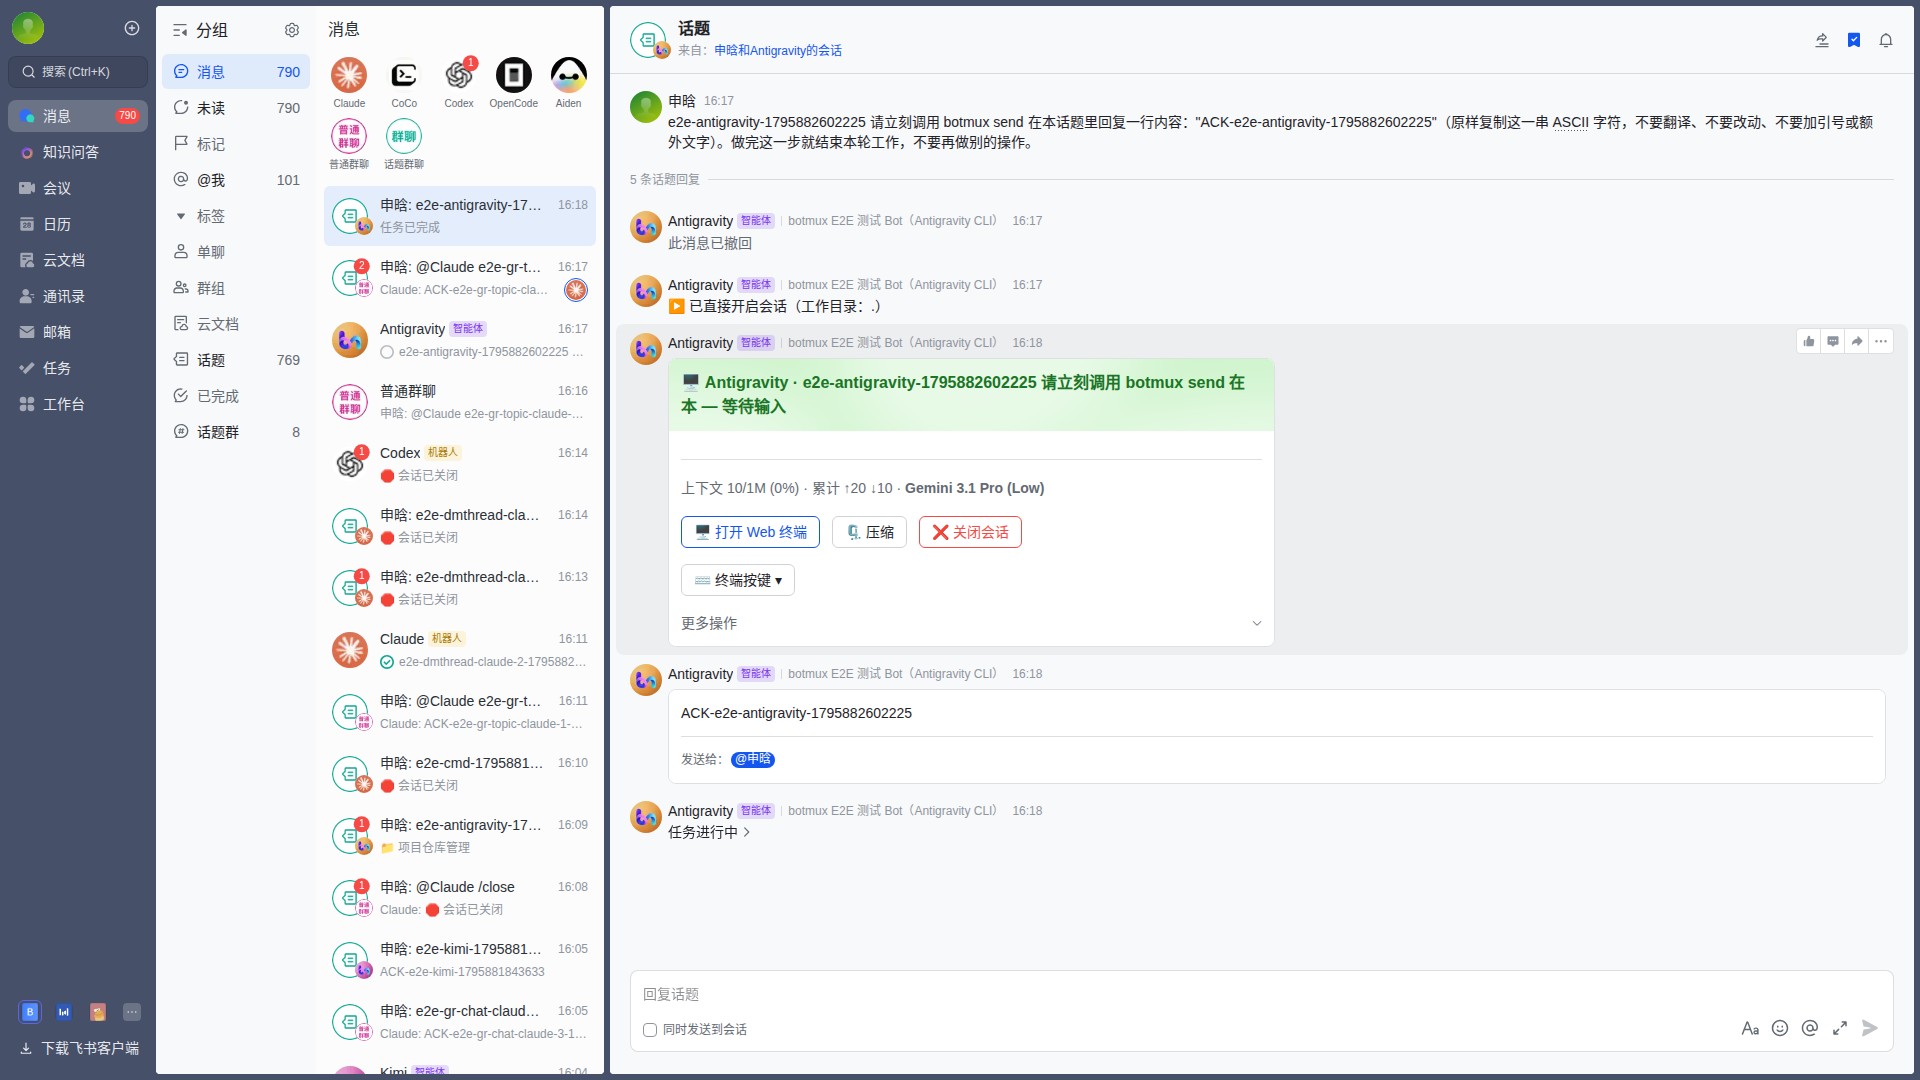 搜索 (Ctrl+K)
消息 790
知识问答
会议
日历
云文档
通讯录
邮箱
任务
工作台
下载飞书客户端
分组
消息 790
未读 790
标记
@我 101
标签
单聊
群组
云文档
话题 769
已完成
话题群 8
消息
Claude
CoCo
1
Codex
OpenCode
Aiden
普通群聊
普通群聊
群聊
话题群聊
申晗: e2e-antigravity-17… 16:18
任务已完成
2
申晗: @Claude e2e-gr-t… 16:17
Claude: ACK-e2e-gr-topic-cla…
Antigravity 智能体 16:17
e2e-antigravity-1795882602225 …
普通群聊
普通群聊 16:16
申晗: @Claude e2e-gr-topic-claude-…
1
Codex 机器人 16:14
会话已关闭
申晗: e2e-dmthread-cla… 16:14
会话已关闭
1
申晗: e2e-dmthread-cla… 16:13
会话已关闭
Claude 机器人 16:11
e2e-dmthread-claude-2-1795882…
申晗: @Claude e2e-gr-t… 16:11
Claude: ACK-e2e-gr-topic-claude-1-…
申晗: e2e-cmd-1795881… 16:10
会话已关闭
1
申晗: e2e-antigravity-17… 16:09
📁 项目仓库管理
1
申晗: @Claude /close 16:08
Claude: 🛑 会话已关闭
申晗: e2e-kimi-1795881… 16:05
ACK-e2e-kimi-1795881843633
申晗: e2e-gr-chat-claud… 16:05
Claude: ACK-e2e-gr-chat-claude-3-1…
Kimi 智能体 16:04
话题
来自：申晗和Antigravity的会话
申晗 16:17
e2e-antigravity-1795882602225 请立刻调用 botmux send 在本话题里回复一行内容："ACK-e2e-antigravity-1795882602225"（原样复制这一串 ASCII 字符，不要翻译、不要改动、不要加引号或额
外文字）。做完这一步就结束本轮工作，不要再做别的操作。
5 条话题回复
Antigravity 智能体 botmux E2E 测试 Bot（Antigravity CLI） 16:17
此消息已撤回
Antigravity 智能体 botmux E2E 测试 Bot（Antigravity CLI） 16:17
▶️ 已直接开启会话（工作目录：.）
Antigravity 智能体 botmux E2E 测试 Bot（Antigravity CLI） 16:18
🖥️ Antigravity · e2e-antigravity-1795882602225 请立刻调用 botmux send 在
本 — 等待输入
上下文 10/1M (0%) · 累计 ↑20 ↓10 · Gemini 3.1 Pro (Low)
🖥️ 打开 Web 终端
🗜️ 压缩
❌ 关闭会话
⌨️ 终端按键 ▾
更多操作
Antigravity 智能体 botmux E2E 测试 Bot（Antigravity CLI） 16:18
ACK-e2e-antigravity-1795882602225
发送给：@申晗
Antigravity 智能体 botmux E2E 测试 Bot（Antigravity CLI） 16:18
任务进行中
回复话题
同时发送到会话